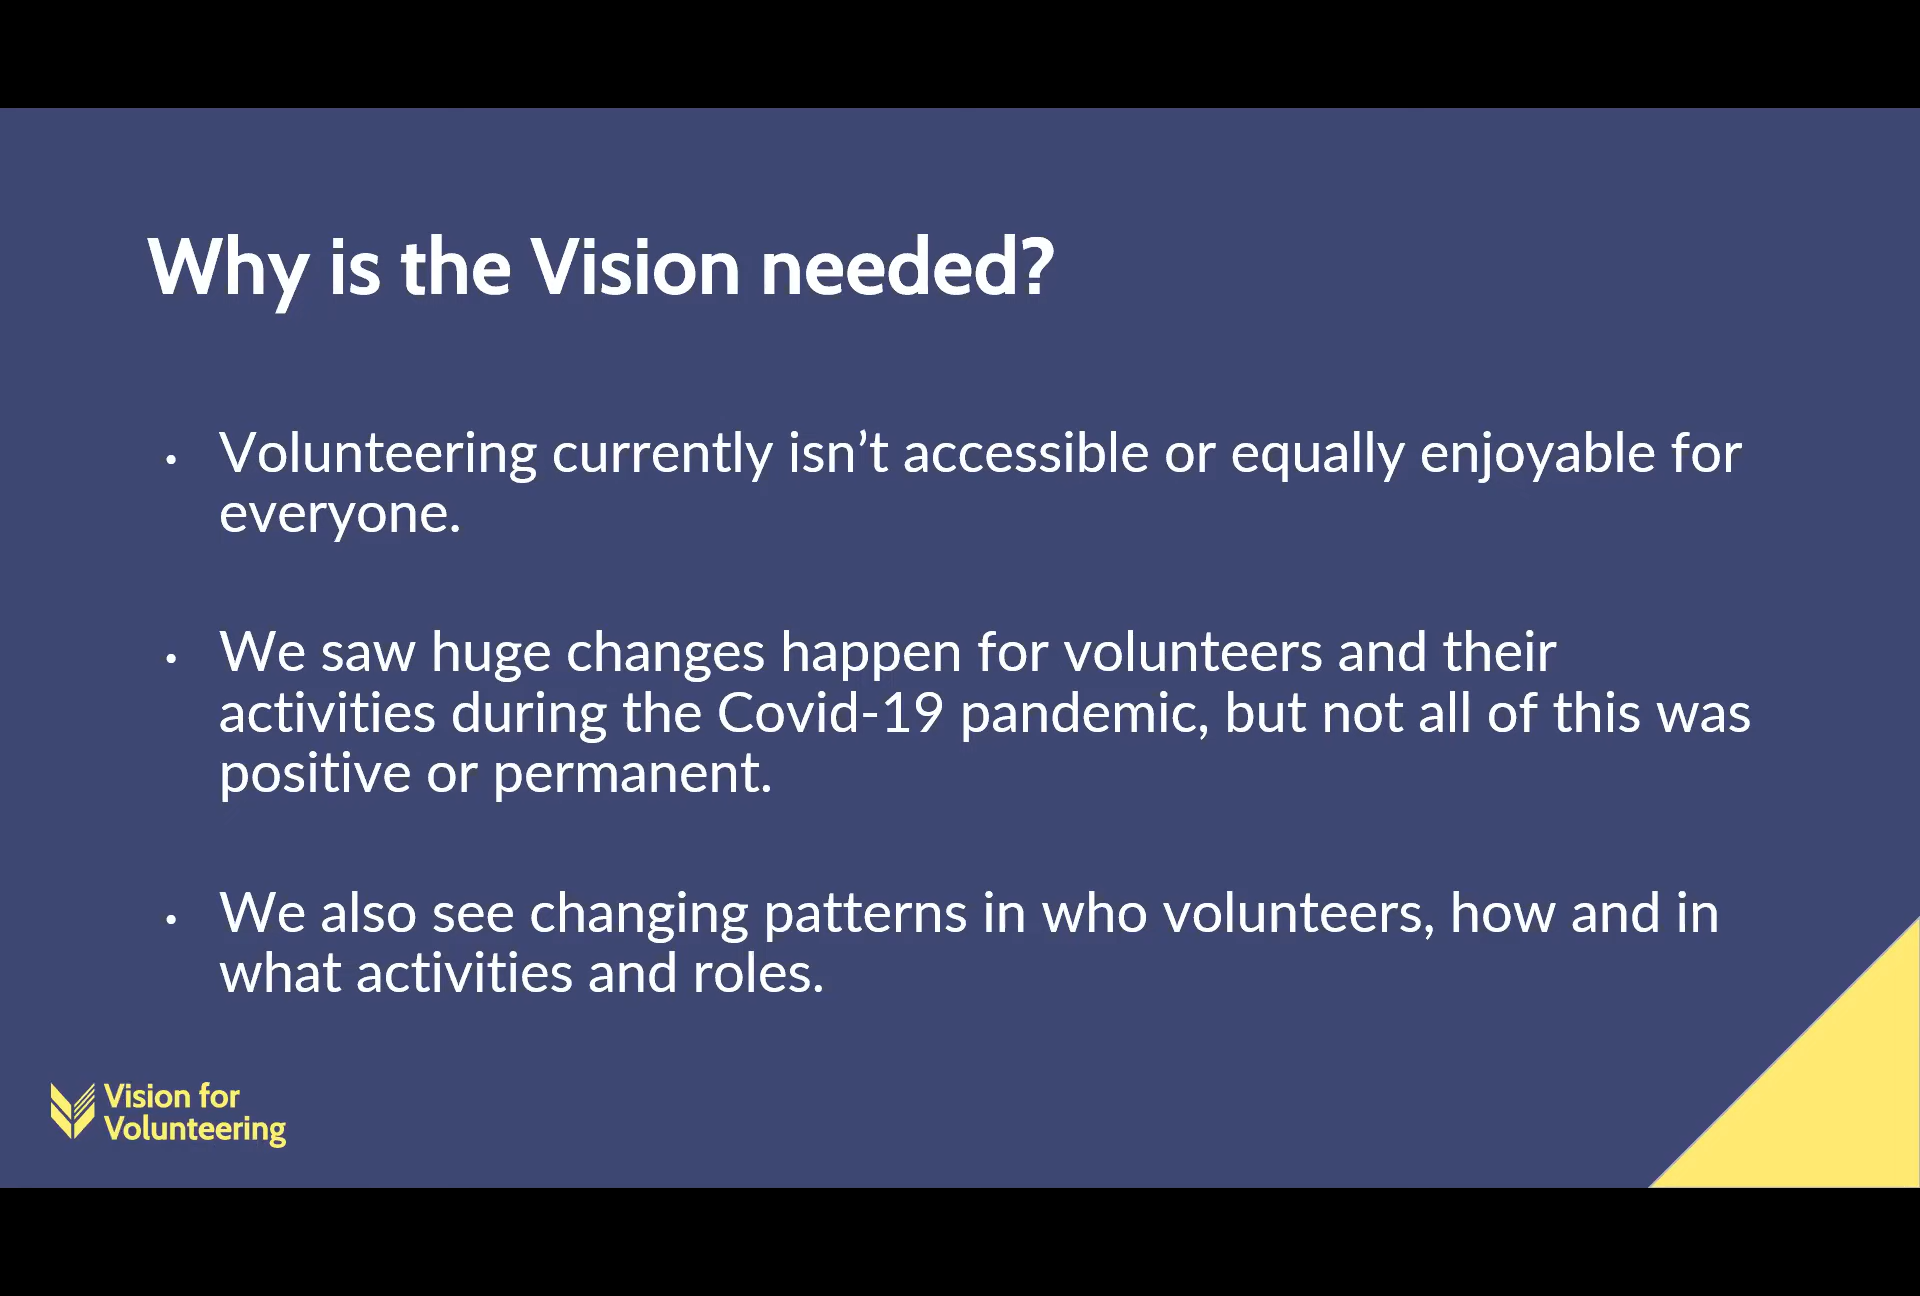 Why is the Vision needed?
• Volunteering currently isn’t accessible or equally enjoyable for
everyone.
• We saw huge changes happen for volunteers and their
activities during the Covid-19 pandemic, but not all of this was
positive or permanent.
• We also see changing patterns in who volunteers, how and in
what activities and roles.
Vision for
Volunteering